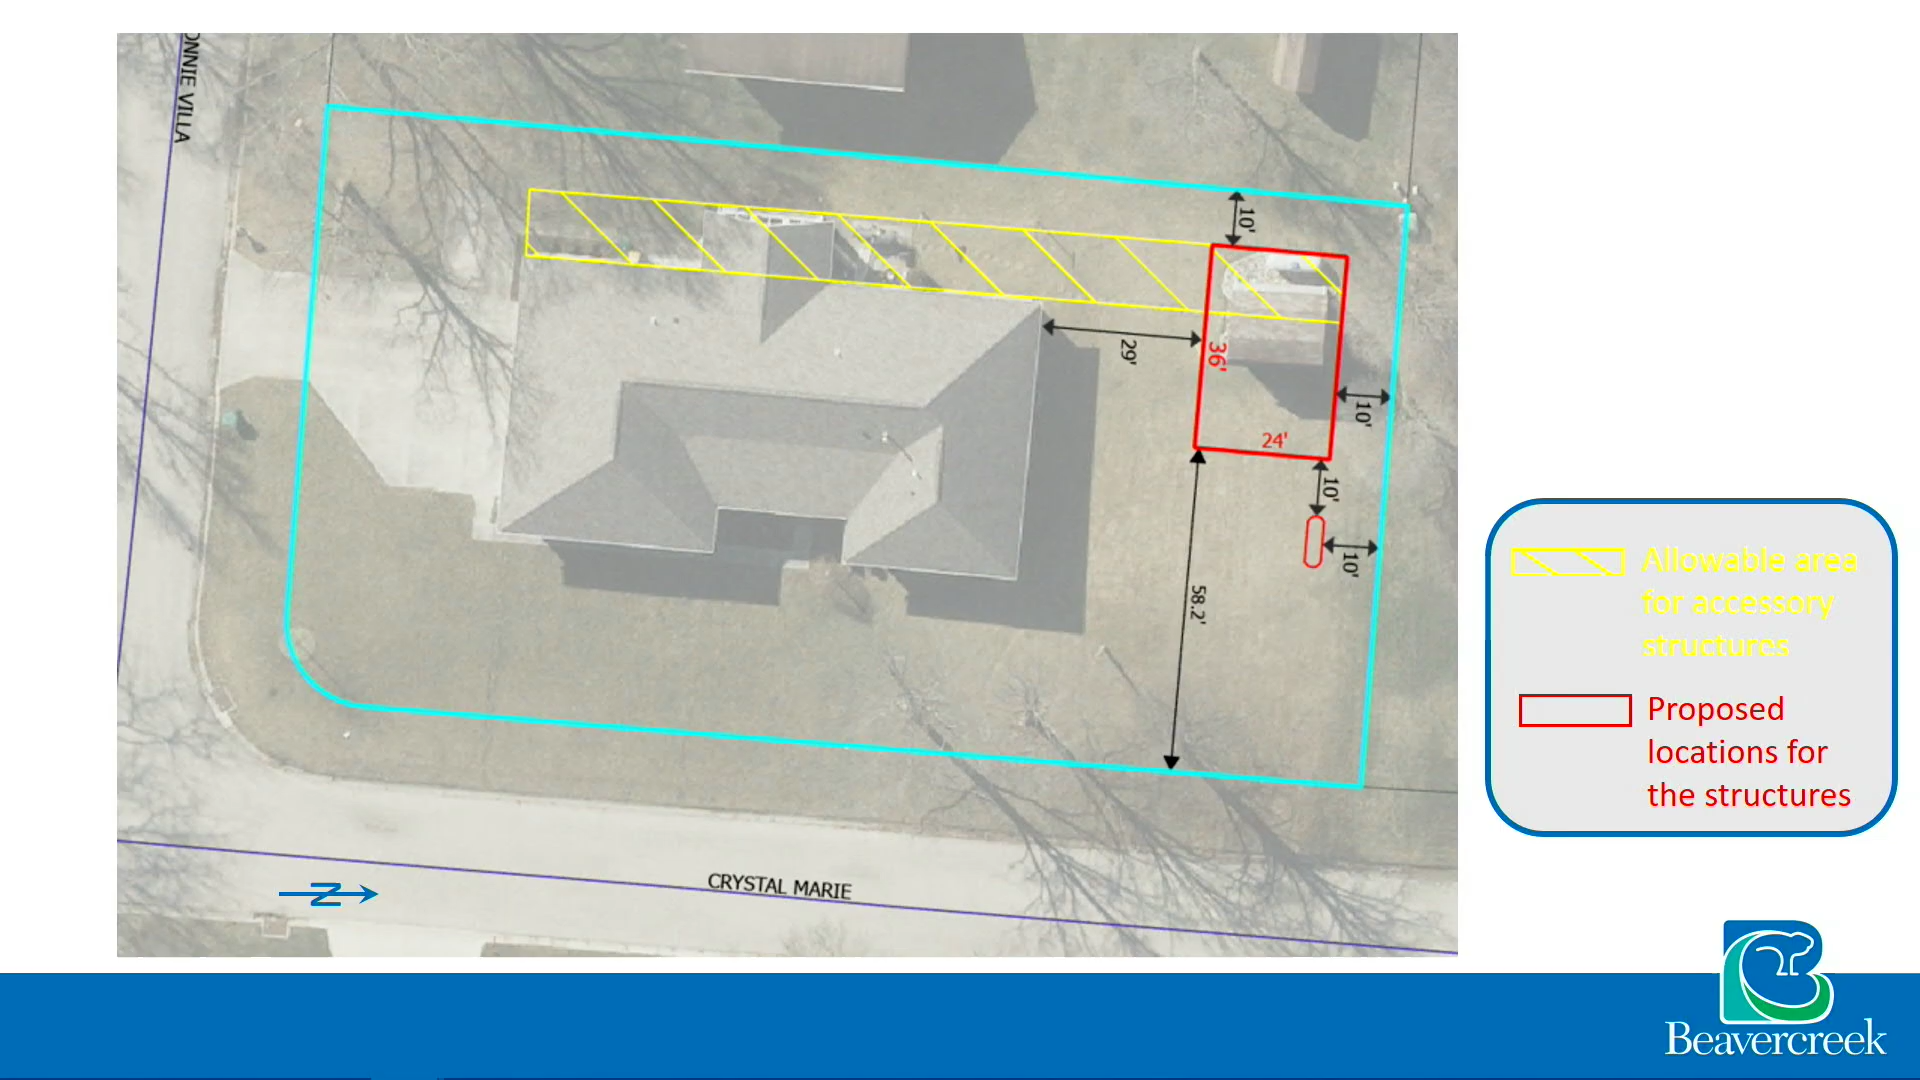 ONNIE VILLA
10'
29'
36'
10'
24'
10'
10'
58.2'
Allowable area
for accessory
structures
Proposed
locations for
the structures
CRYSTAL MARIE
N
Beavercreek